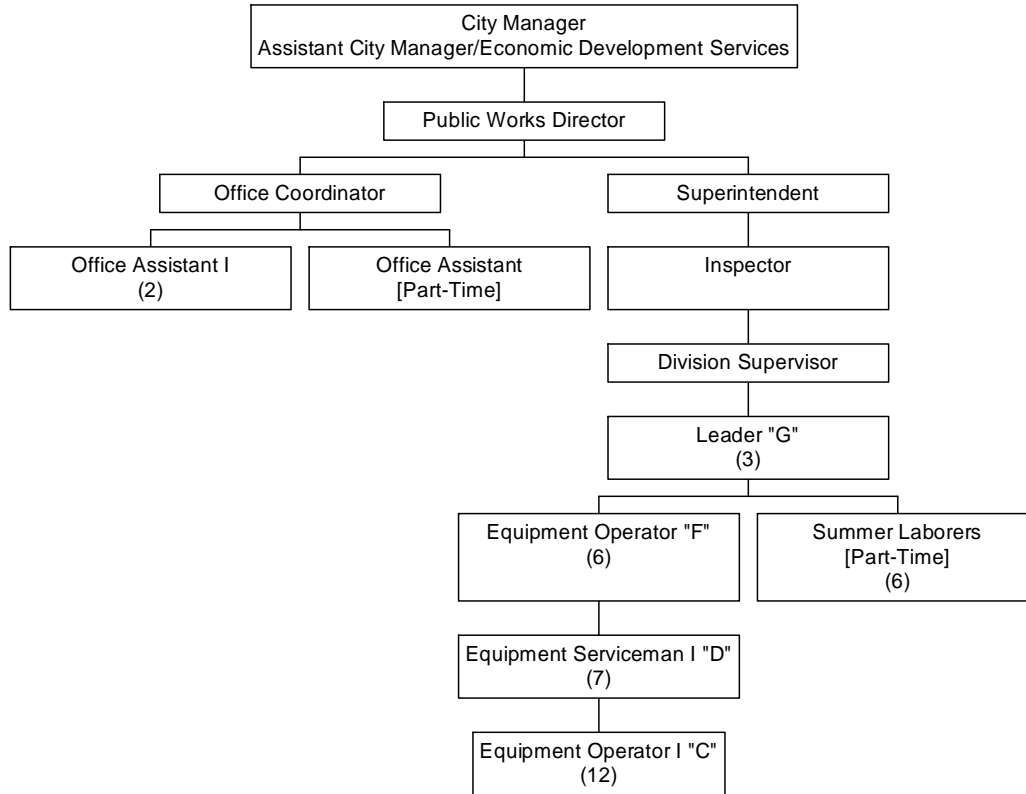 City Manager
Assistant City Manager/Economic Development Services
Public Works Director
Office Coordinator
Superintendent
Office Assistant I
(2)
Office Assistant
[Part-Time]
Inspector
Division Supervisor
Leader "G"
(3)
Equipment Operator "F"
(6)
Summer Laborers
[Part-Time]
(6)
Equipment Serviceman I "D"
(7)
Equipment Operator I "C"
(12)